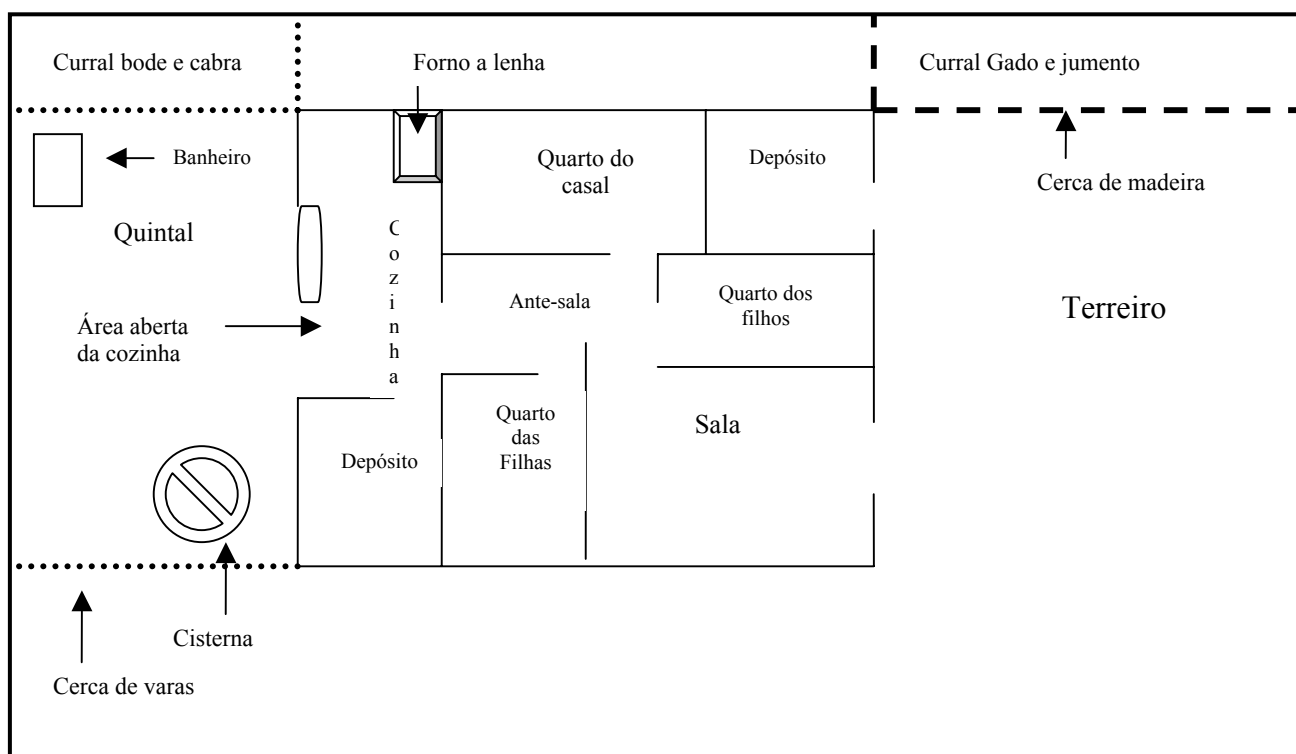 Curral bode e cabra
Forno a lenha
Curral Gado e jumento
Banheiro
Quarto do
casal
Depósito
Cerca de madeira
Quintal
Cozinha
Ante-sala
Quarto dos
filhos
Terreiro
Área aberta
da cozinha
Quarto
das
Filhas
Sala
Depósito
Cisterna
Cerca de varas